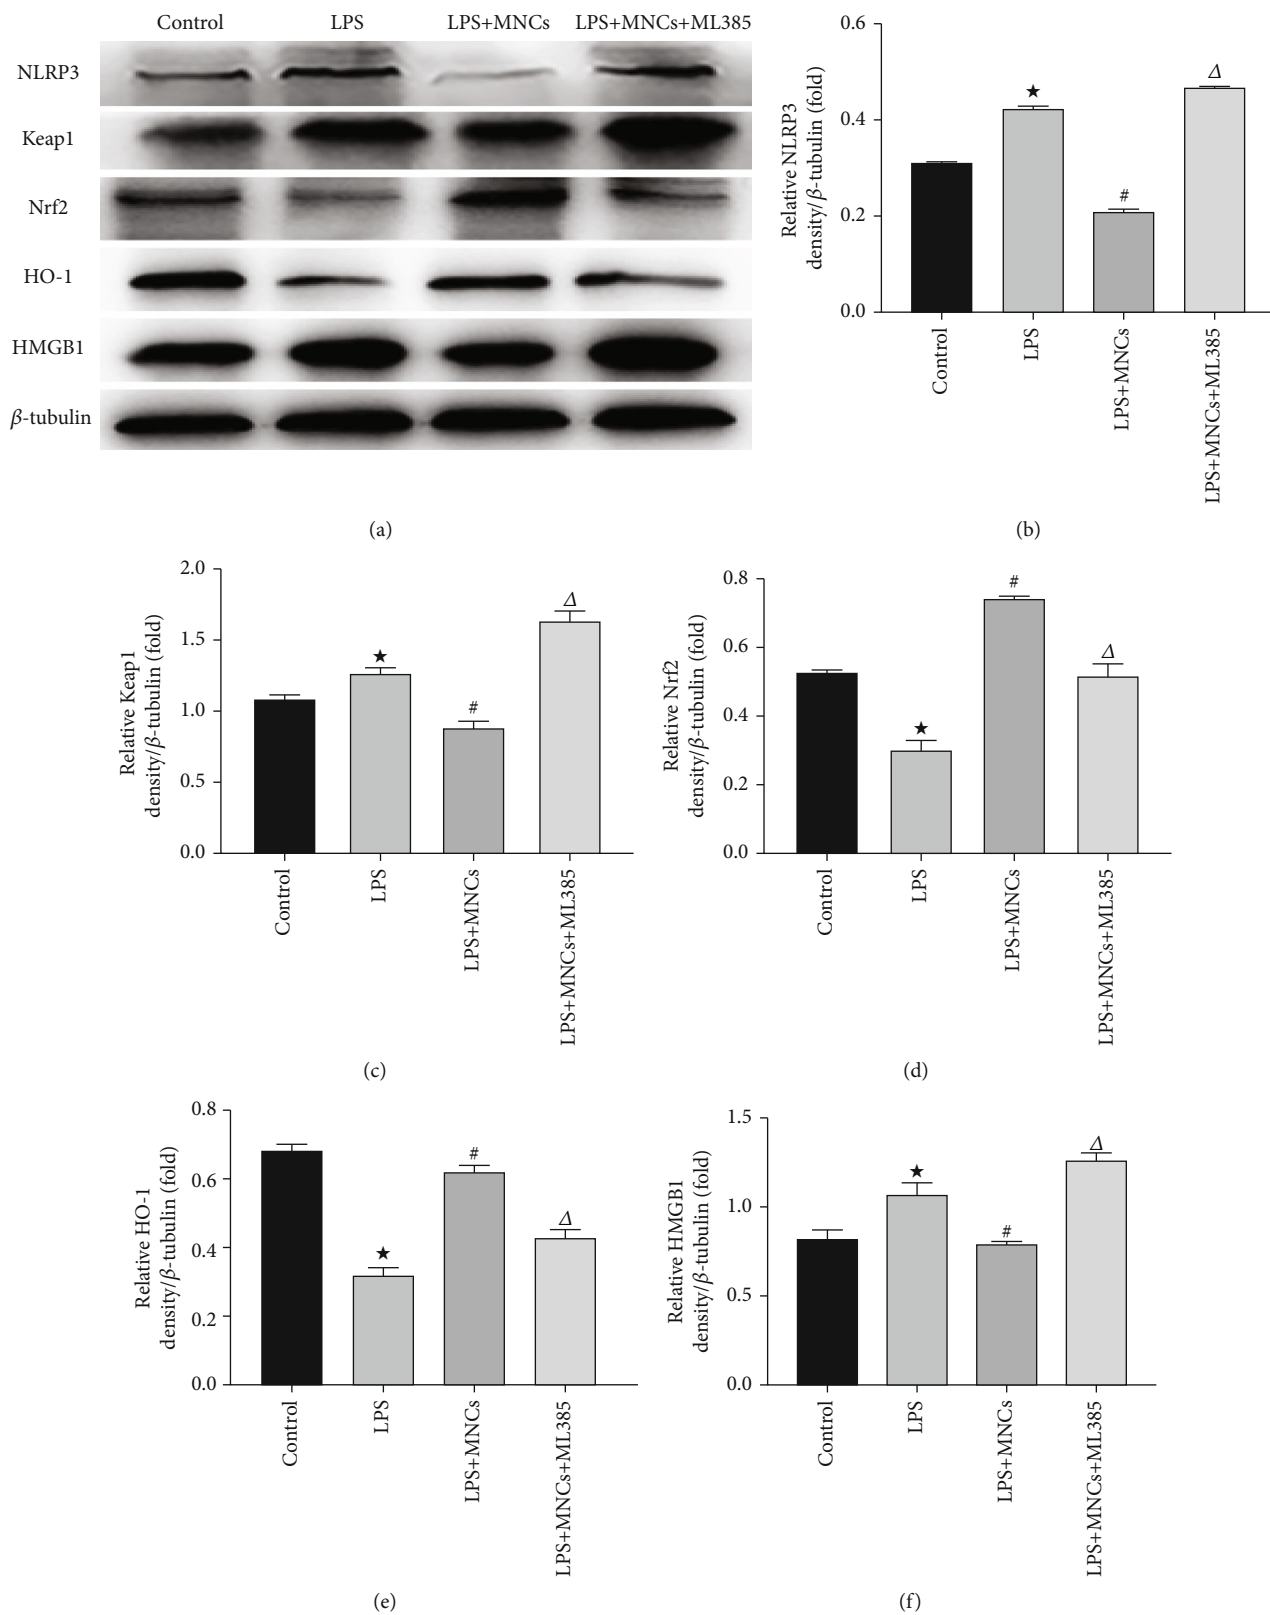 Control LPS LPS+MNCs LPS+MNCs+ML385
NLRP3
Keap1
Nrf2
HO-1
HMGB1
β-tubulin
(a)
Relative NLRP3
density/β-tubulin (fold)
0.6
0.4
0.2
0.0
★
#
Δ
Control
LPS
LPS+MNCs
LPS+MNCs+ML385
(b)
Relative Keap1
density/β-tubulin (fold)
2.0
1.5
1.0
0.5
0.0
★
#
Δ
Control
LPS
LPS+MNCs
LPS+MNCs+ML385
(c)
Relative Nrf2
density/β-tubulin (fold)
0.8
0.6
0.4
0.2
0.0
★
#
Δ
Control
LPS
LPS+MNCs
LPS+MNCs+ML385
(d)
Relative HO-1
density/β-tubulin (fold)
0.8
0.6
0.4
0.2
0.0
★
#
Δ
Control
LPS
LPS+MNCs
LPS+MNCs+ML385
(e)
Relative HMGB1
density/β-tubulin (fold)
1.5
1.0
0.5
0.0
★
#
Δ
Control
LPS
LPS+MNCs
LPS+MNCs+ML385
(f)